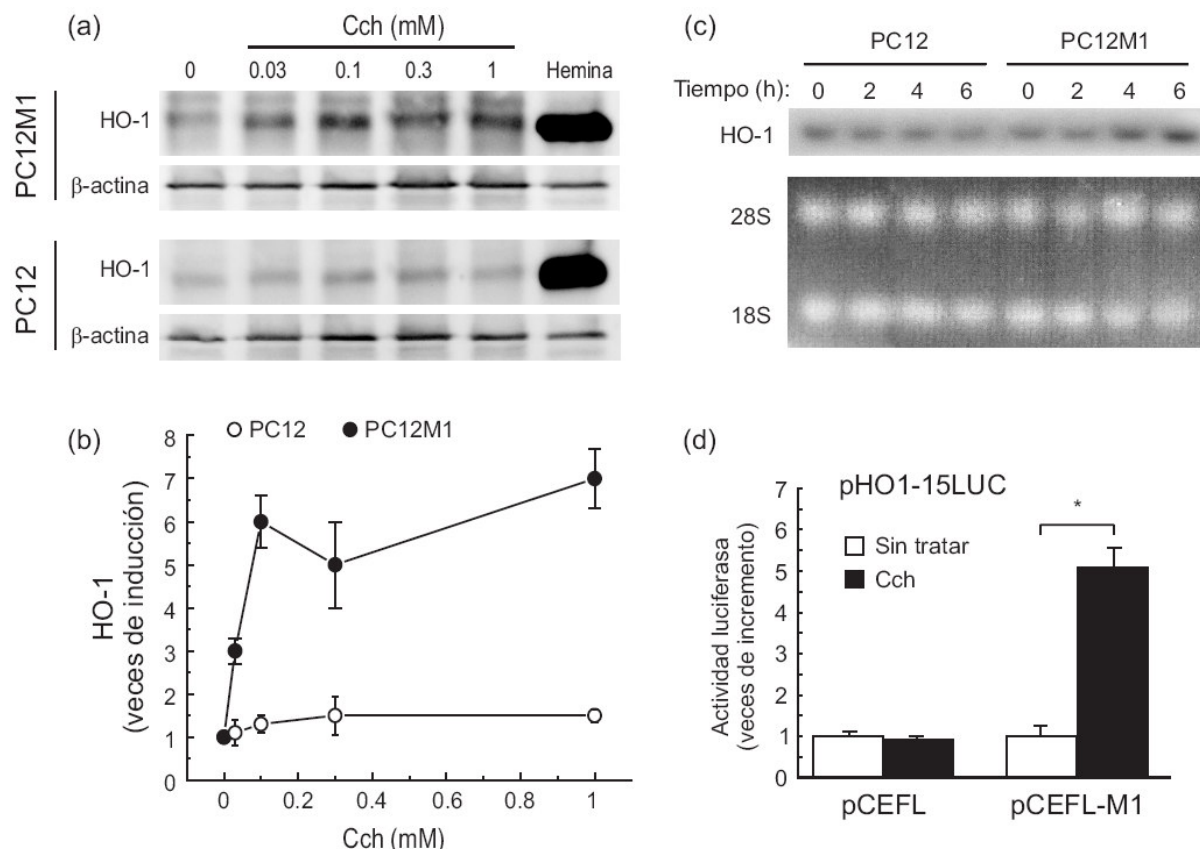 (a)
Cch (mM)
0 0.03 0.1 0.3 1 Hemina
PC12M1
HO-1
β-actina
PC12
HO-1
β-actina
(b)
PC12 PC12M1
HO-1
(veces de inducción)
8
7
6
5
4
3
2
1
0
0 0.2 0.4 0.6 0.8 1
Cch (mM)
(c)
PC12 PC12M1
Tiempo (h): 0 2 4 6 0 2 4 6
HO-1
28S
18S
(d)
pHO1-15LUC
*
Sin tratar
Cch
Actividad luciferasa
(veces de incremento)
7
6
5
4
3
2
1
0
pCEFL pCEFL-M1